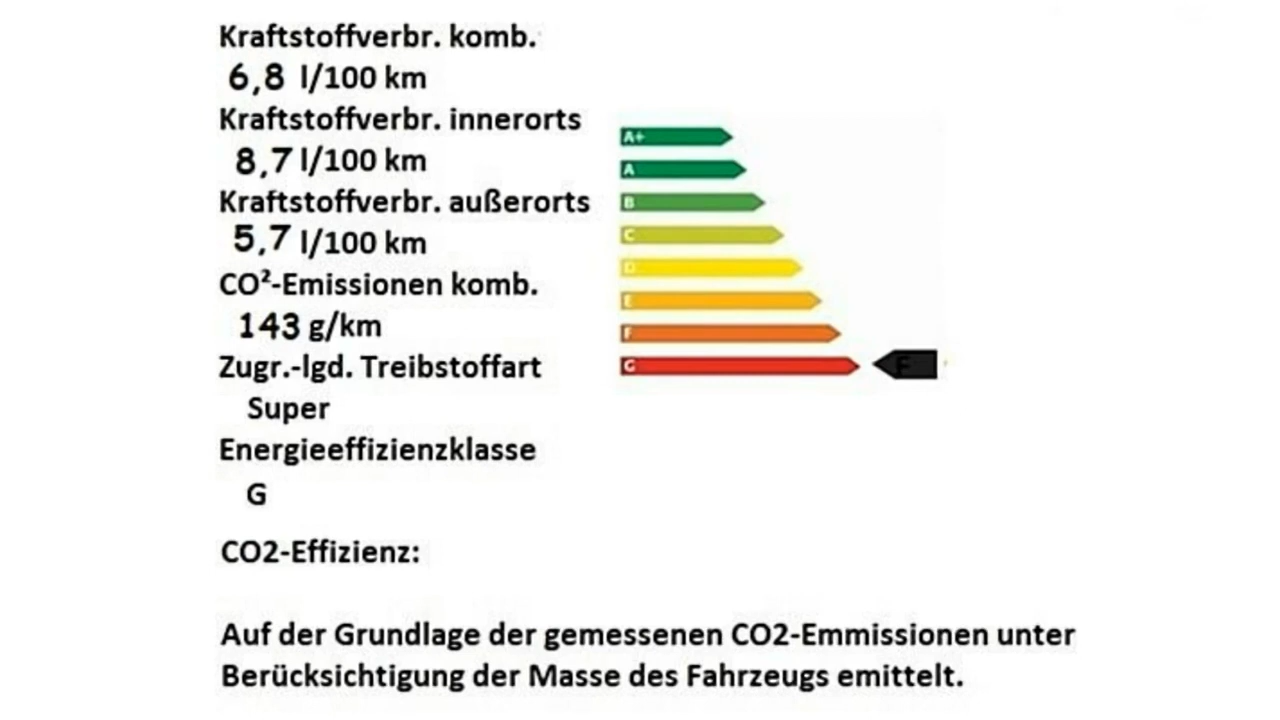 Kraftstoffverbr. komb.
6,8 l/100 km
Kraftstoffverbr. innerorts
8,7 l/100 km
Kraftstoffverbr. außerorts
5,7 l/100 km
CO²-Emissionen komb.
143 g/km
Zugr.-lgd. Treibstoffart
Super
Energieeffizienzklasse
G
A+
A
B
C
D
E
F
G
F
CO2-Effizienz:
Auf der Grundlage der gemessenen CO2-Emmissionen unter
Berücksichtigung der Masse des Fahrzeugs emittelt.